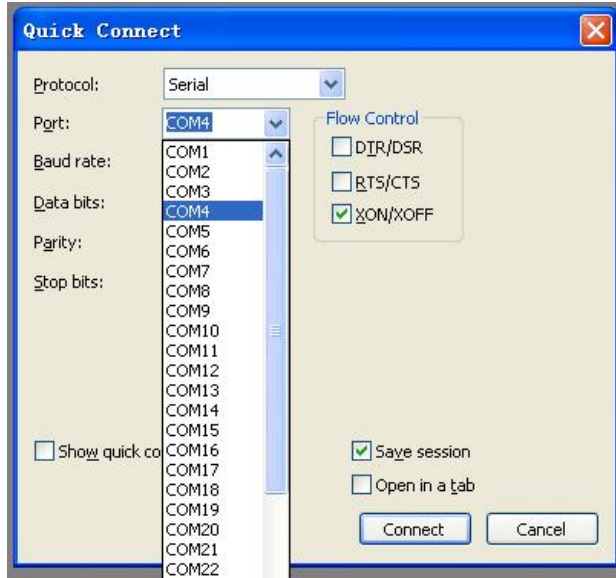 Quick Connect
Protocol: Serial
Port: COM4
Flow Control
DTR/DSR
RTS/CTS
XON/XOFF
Baud rate:
Data bits:
Parity:
Stop bits:
COM1
COM2
COM3
COM4
COM5
COM6
COM7
COM8
COM9
COM10
COM11
COM12
COM13
COM14
COM15
COM16
COM17
COM18
COM19
COM20
COM21
COM22
Show quick co
Save session
Open in a tab
Connect
Cancel